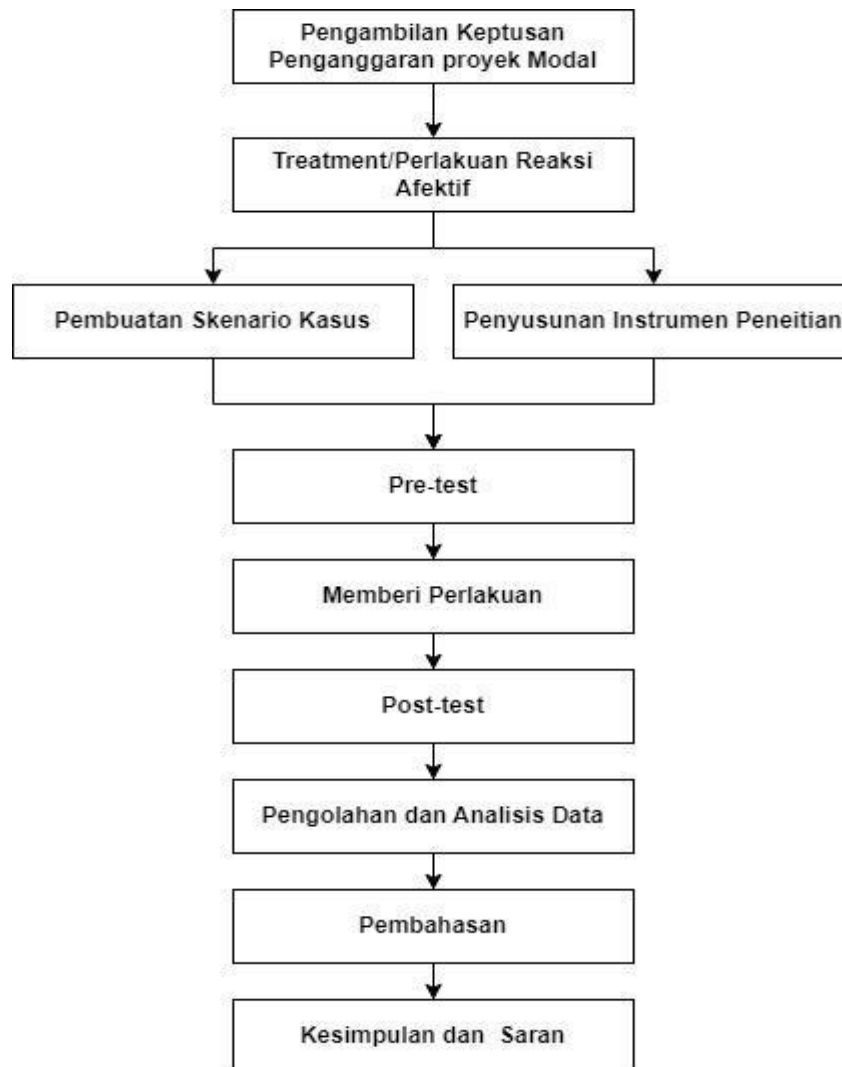 Pengambilan Keptusan
Penganggaran proyek Modal
Treatment/Perlakuan Reaksi
Afektif
Pembuatan Skenario Kasus
Penyusunan Instrumen Peneitian
Pre-test
Memberi Perlakuan
Post-test
Pengolahan dan Analisis Data
Pembahasan
Kesimpulan dan Saran